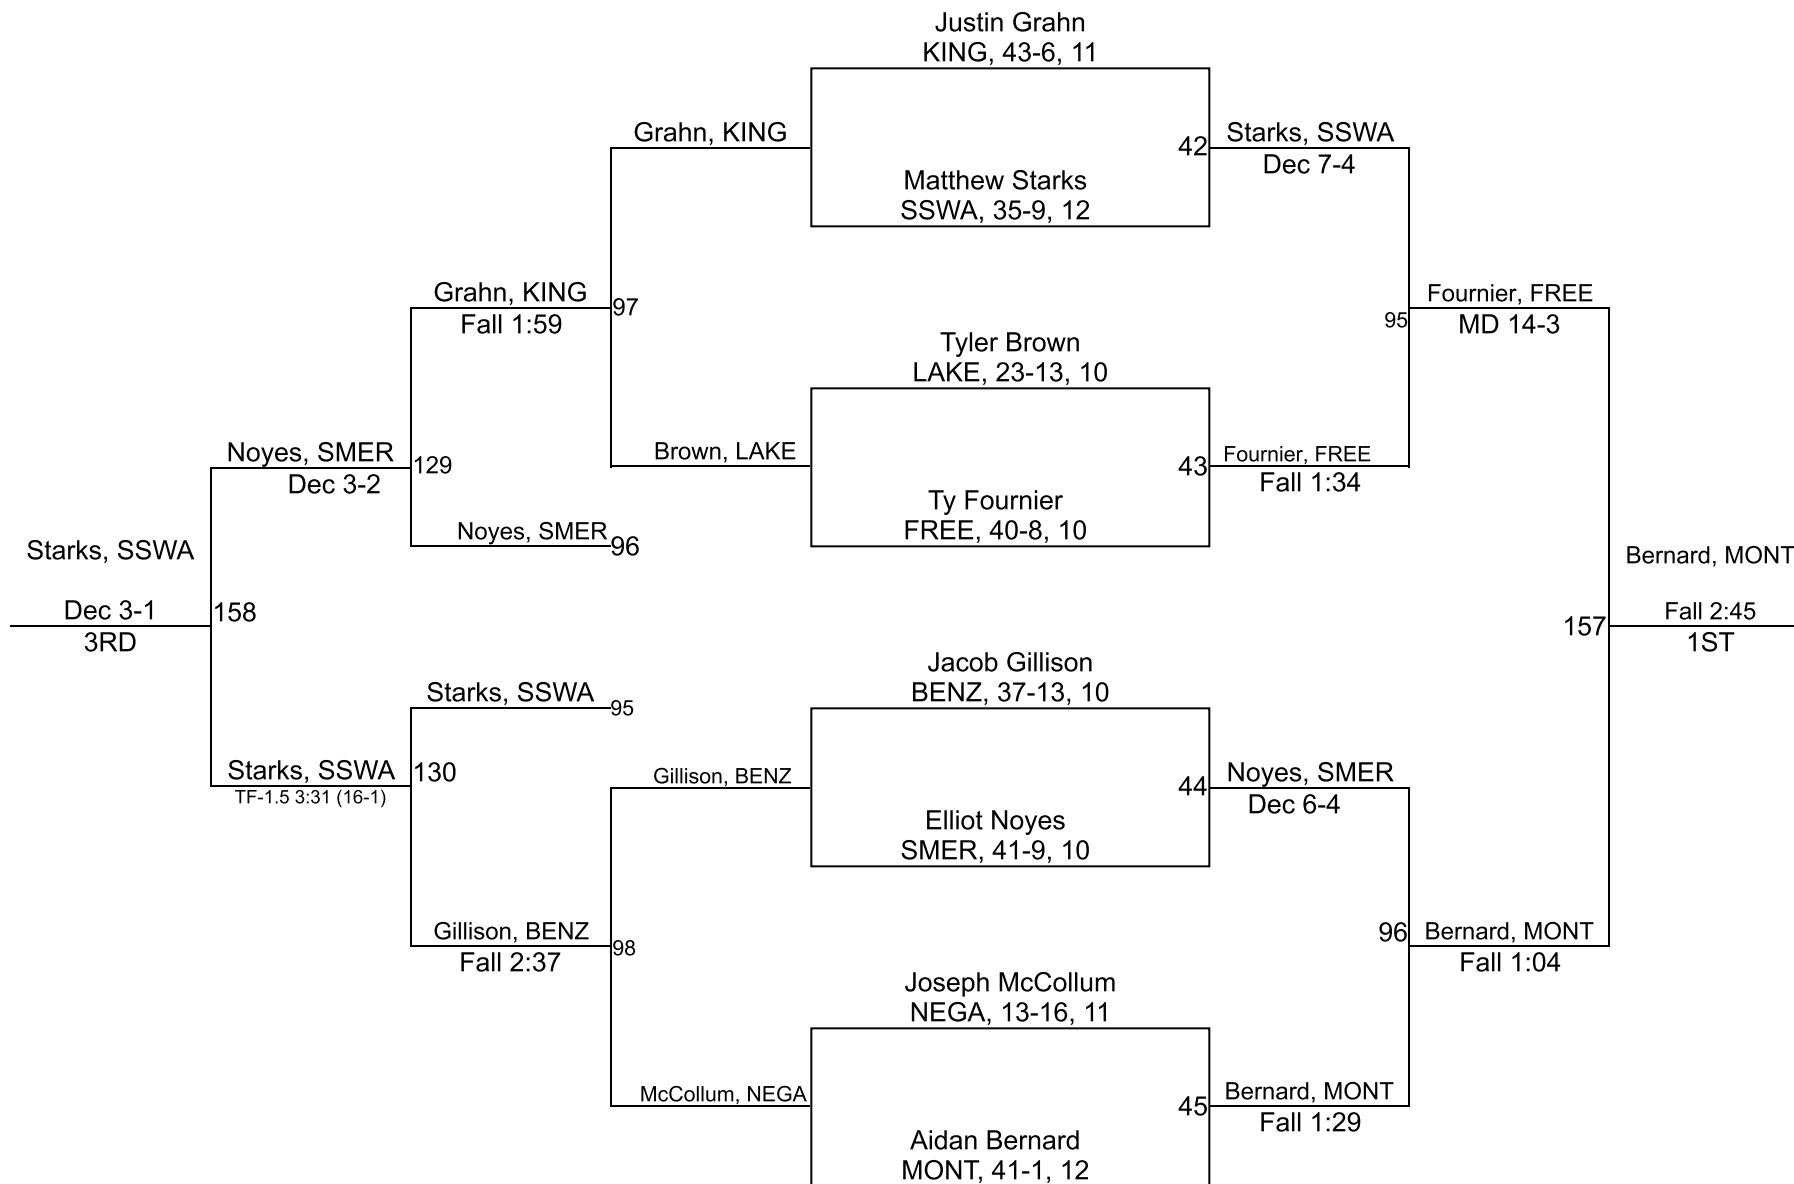 Justin Grahn
KING, 43-6, 11
Grahn, KING
42
Starks, SSWA
Dec 7-4
Matthew Starks
SSWA, 35-9, 12
Grahn, KING
Fall 1:59
97
Fournier, FREE
MD 14-3
95
Tyler Brown
LAKE, 23-13, 10
Noyes, SMER
Dec 3-2
129
Brown, LAKE
43
Fournier, FREE
Fall 1:34
Ty Fournier
FREE, 40-8, 10
Noyes, SMER
96
Starks, SSWA
Dec 3-1
3RD
158
Bernard, MONT
Fall 2:45
1ST
157
Jacob Gillison
BENZ, 37-13, 10
Starks, SSWA
95
Starks, SSWA
TF-1.5 3:31 (16-1)
130
Gillison, BENZ
44
Noyes, SMER
Dec 6-4
Elliot Noyes
SMER, 41-9, 10
Gillison, BENZ
Fall 2:37
98
96
Bernard, MONT
Fall 1:04
Joseph McCollum
NEGA, 13-16, 11
McCollum, NEGA
45
Bernard, MONT
Fall 1:29
Aidan Bernard
MONT, 41-1, 12